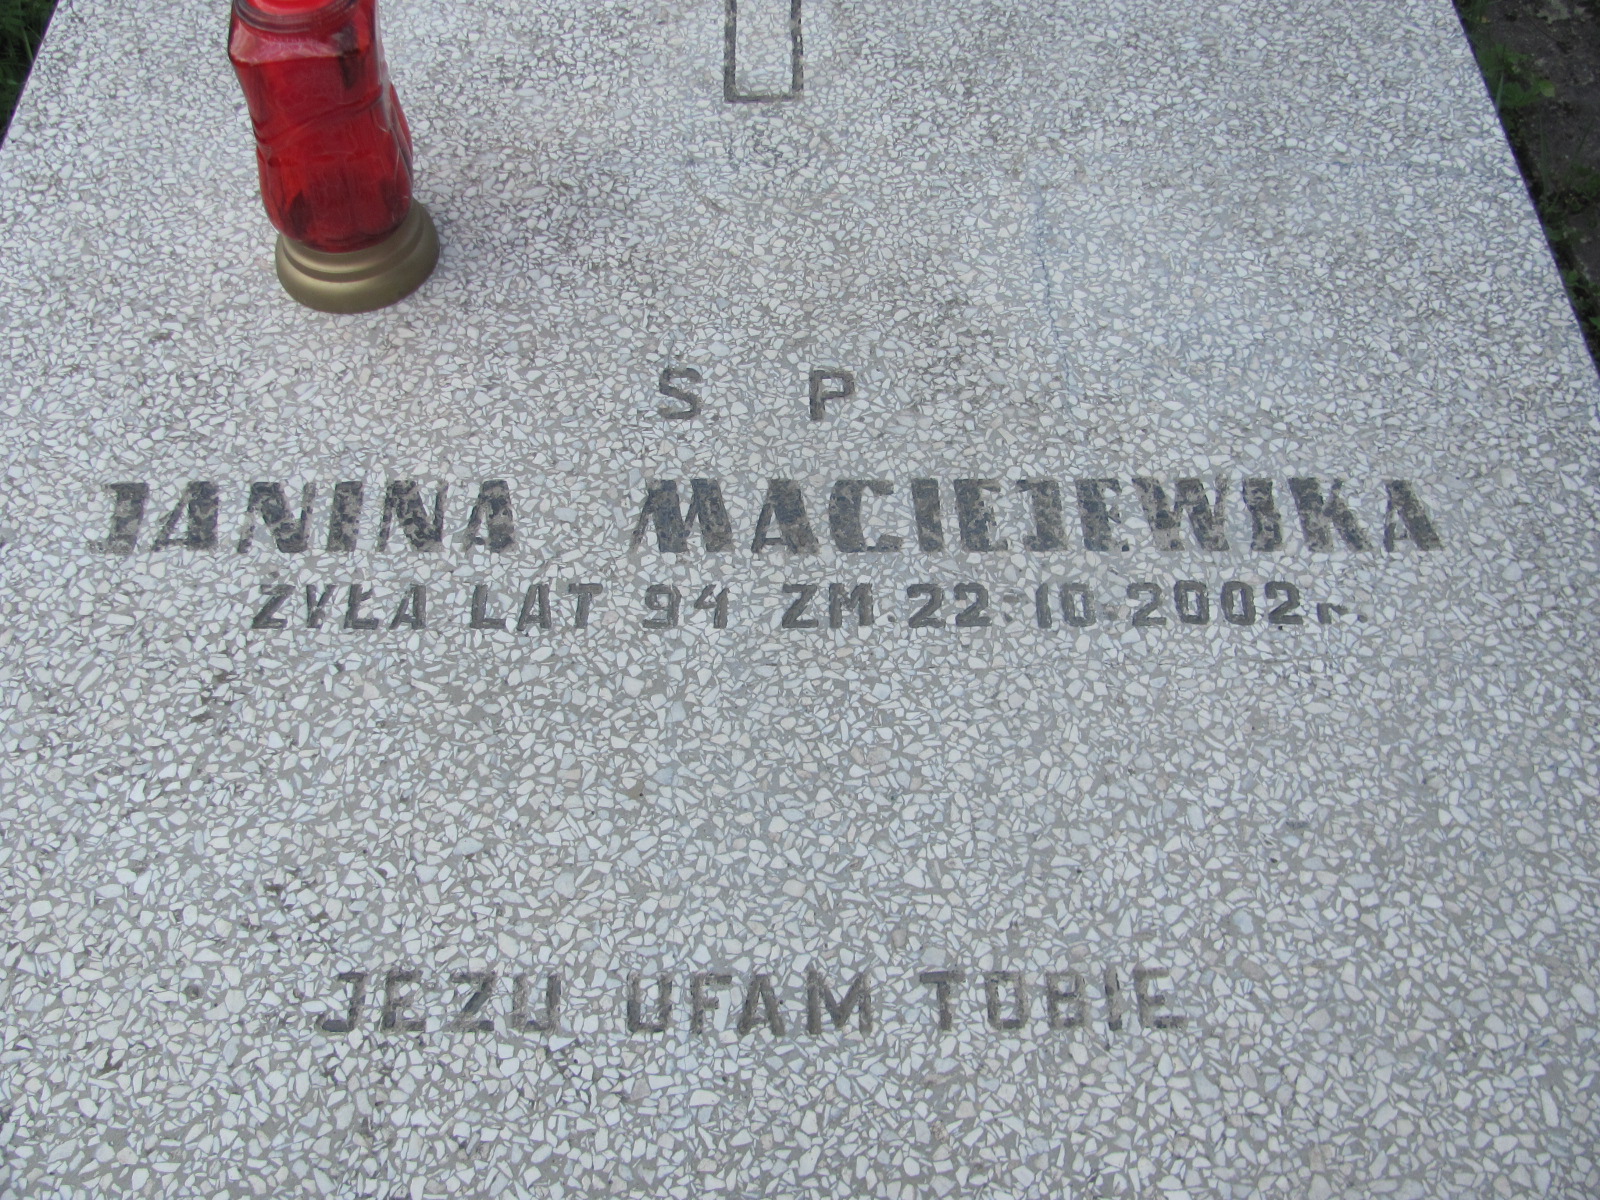 S P
JANINA MACIEJEWSKA
ŻYŁA LAT 94 ZM. 22.10.2002r.
JEZU UFAM TOBIE